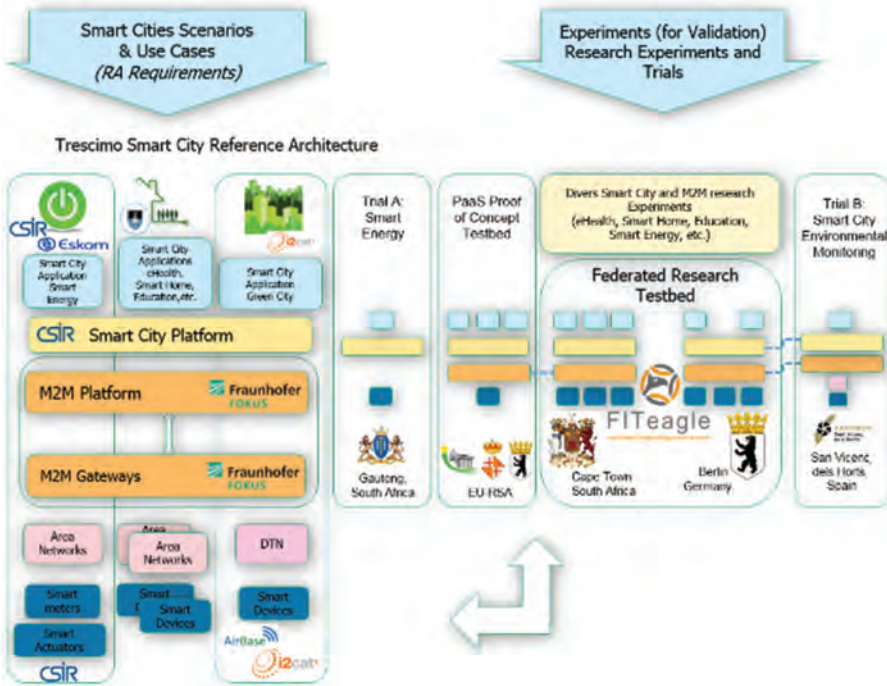 Smart Cities Scenarios
& Use Cases
(RA Requirements)
Experiments (for Validation)
Research Experiments and
Trials
Trescimo Smart City Reference Architecture
CSIR
Eskom
Smart City
Application
Smart
Energy
Smart City
Applications
eHealth,
Smart Home,
Education,etc.
i2cat
Smart City
Application
Green City
CSIR Smart City Platform
M2M Platform
Fraunhofer
FOKUS
M2M Gateways
Fraunhofer
FOKUS
Area
Networks
Area
Area
Networks
DTN
Smart
meters
Smart
Actuators
Smart
Smart
Devices
Smart
Devices
AirBase
i2cat
CSIR
Trial A:
Smart
Energy
Gauteng,
South Africa
PaaS Proof
of Concept
Testbed
EU-RSA
Divers Smart City and M2M research
Experiments
(eHealth, Smart Home, Education,
Smart Energy, etc.)
Federated Research
Testbed
FITeagle
Cape Town
South Africa
Berlin
Germany
Trial B:
Smart City
Environmental
Monitoring
San Vicenc
dels Horts
Spain